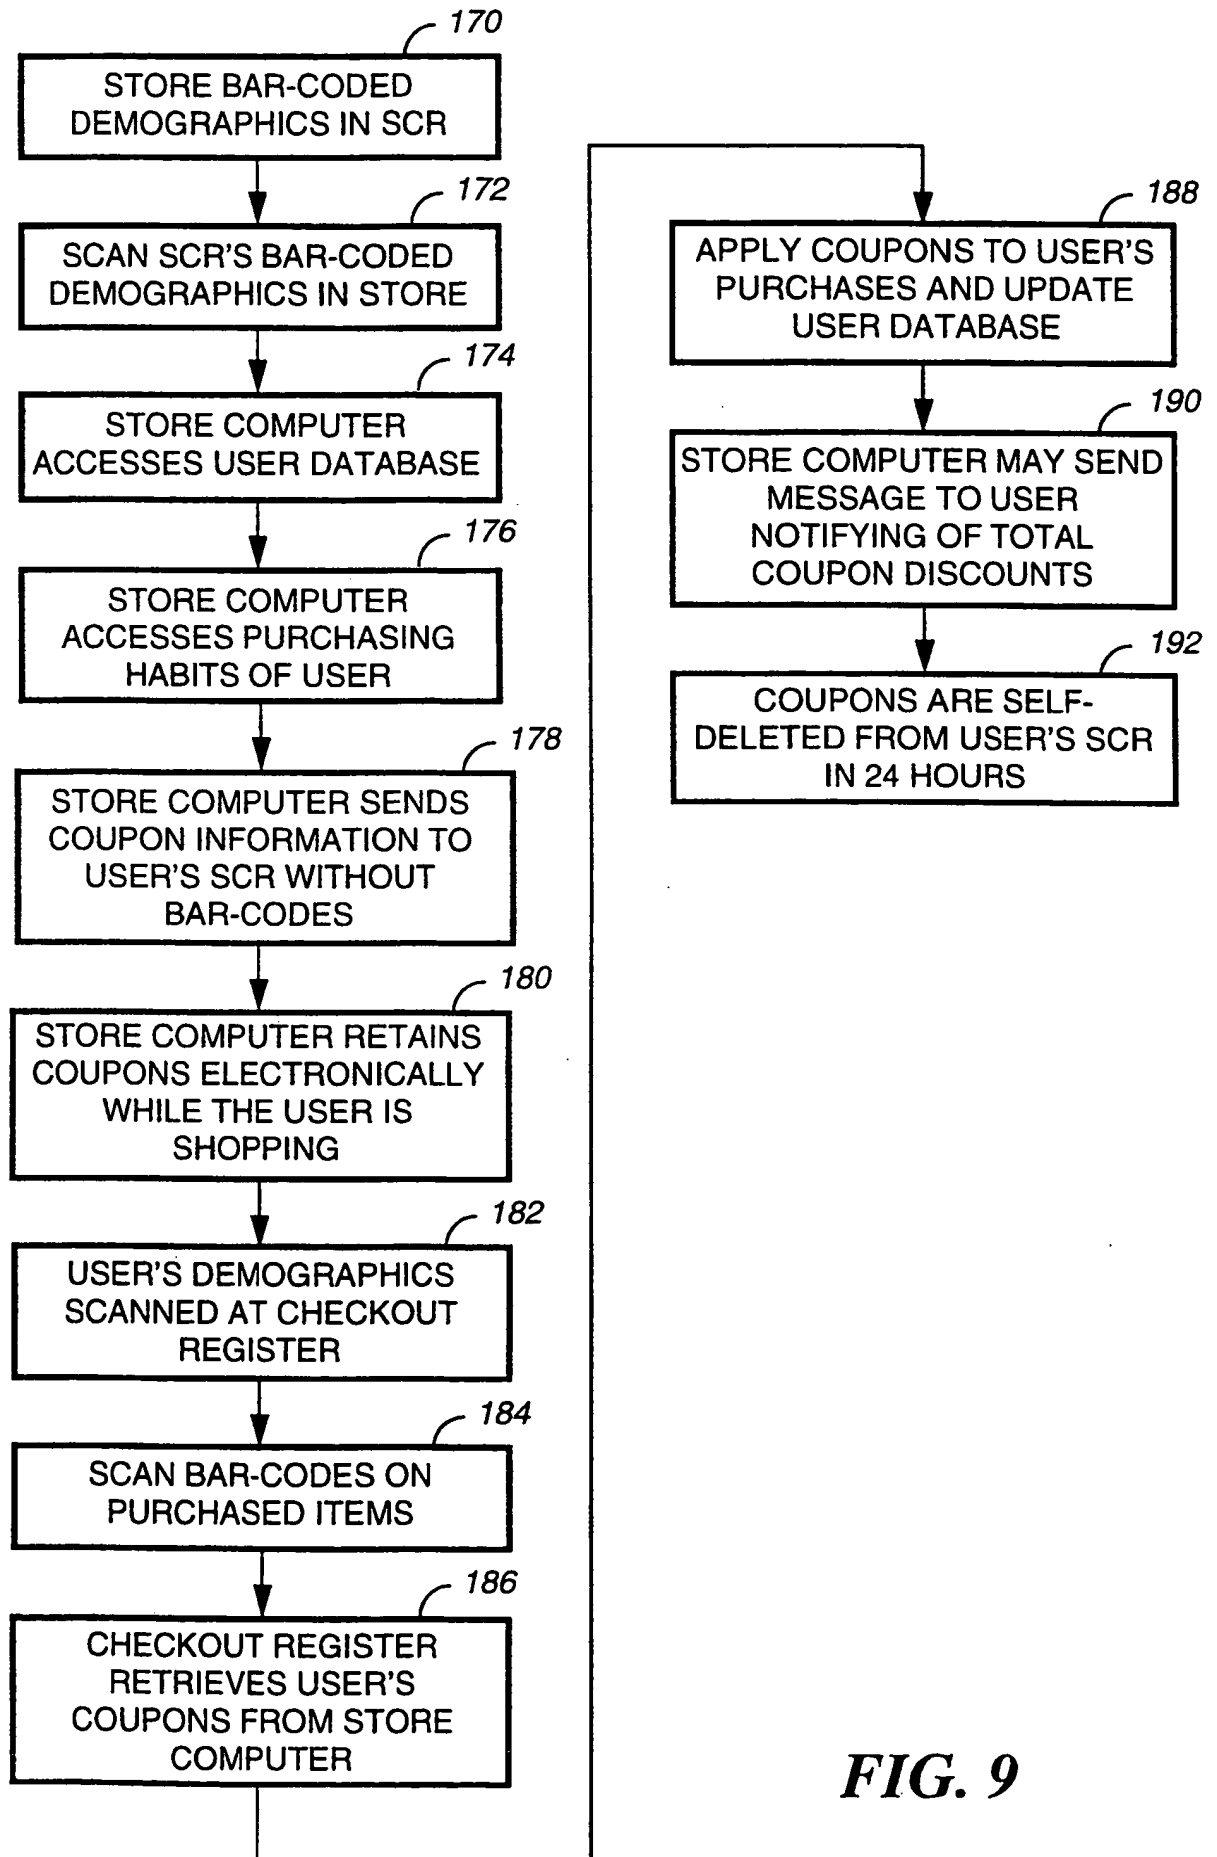 170
STORE BAR-CODED
DEMOGRAPHICS IN SCR
172
SCAN SCR'S BAR-CODED
DEMOGRAPHICS IN STORE
174
STORE COMPUTER
ACCESSES USER DATABASE
176
STORE COMPUTER
ACCESSES PURCHASING
HABITS OF USER
178
STORE COMPUTER SENDS
COUPON INFORMATION TO
USER'S SCR WITHOUT
BAR-CODES
180
STORE COMPUTER RETAINS
COUPONS ELECTRONICALLY
WHILE THE USER IS
SHOPPING
182
USER'S DEMOGRAPHICS
SCANNED AT CHECKOUT
REGISTER
184
SCAN BAR-CODES ON
PURCHASED ITEMS
186
CHECKOUT REGISTER
RETRIEVES USER'S
COUPONS FROM STORE
COMPUTER
188
APPLY COUPONS TO USER'S
PURCHASES AND UPDATE
USER DATABASE
190
STORE COMPUTER MAY SEND
MESSAGE TO USER
NOTIFYING OF TOTAL
COUPON DISCOUNTS
192
COUPONS ARE SELF-
DELETED FROM USER'S SCR
IN 24 HOURS
FIG. 9